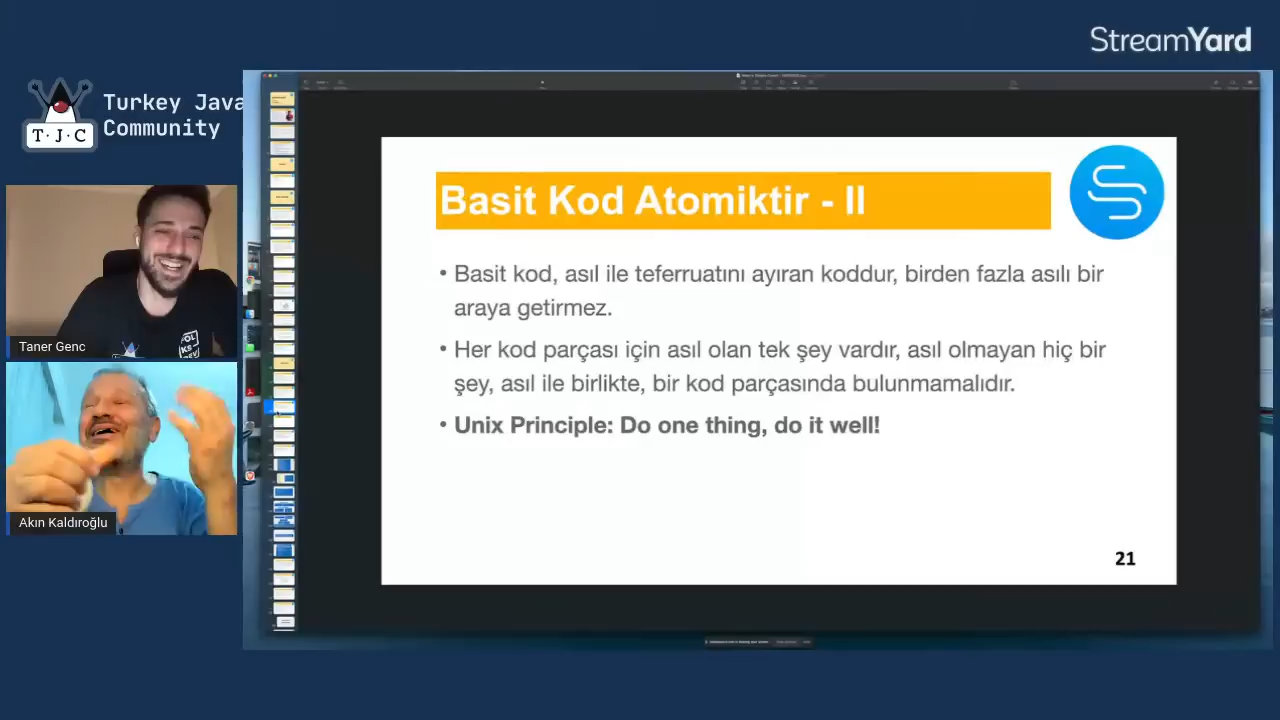 StreamYard
Turkey Java
Community
T·J·C
Taner Genc
Akın Kaldıroğlu
Basit Kod Atomiktir - II
• Basit kod, asıl ile teferruatını ayıran koddur, birden fazla asılı bir
araya getirmez.
• Her kod parçası için asıl olan tek şey vardır, asıl olmayan hiç bir
şey, asıl ile birlikte, bir kod parçasında bulunmamalıdır.
• Unix Principle: Do one thing, do it well!
21